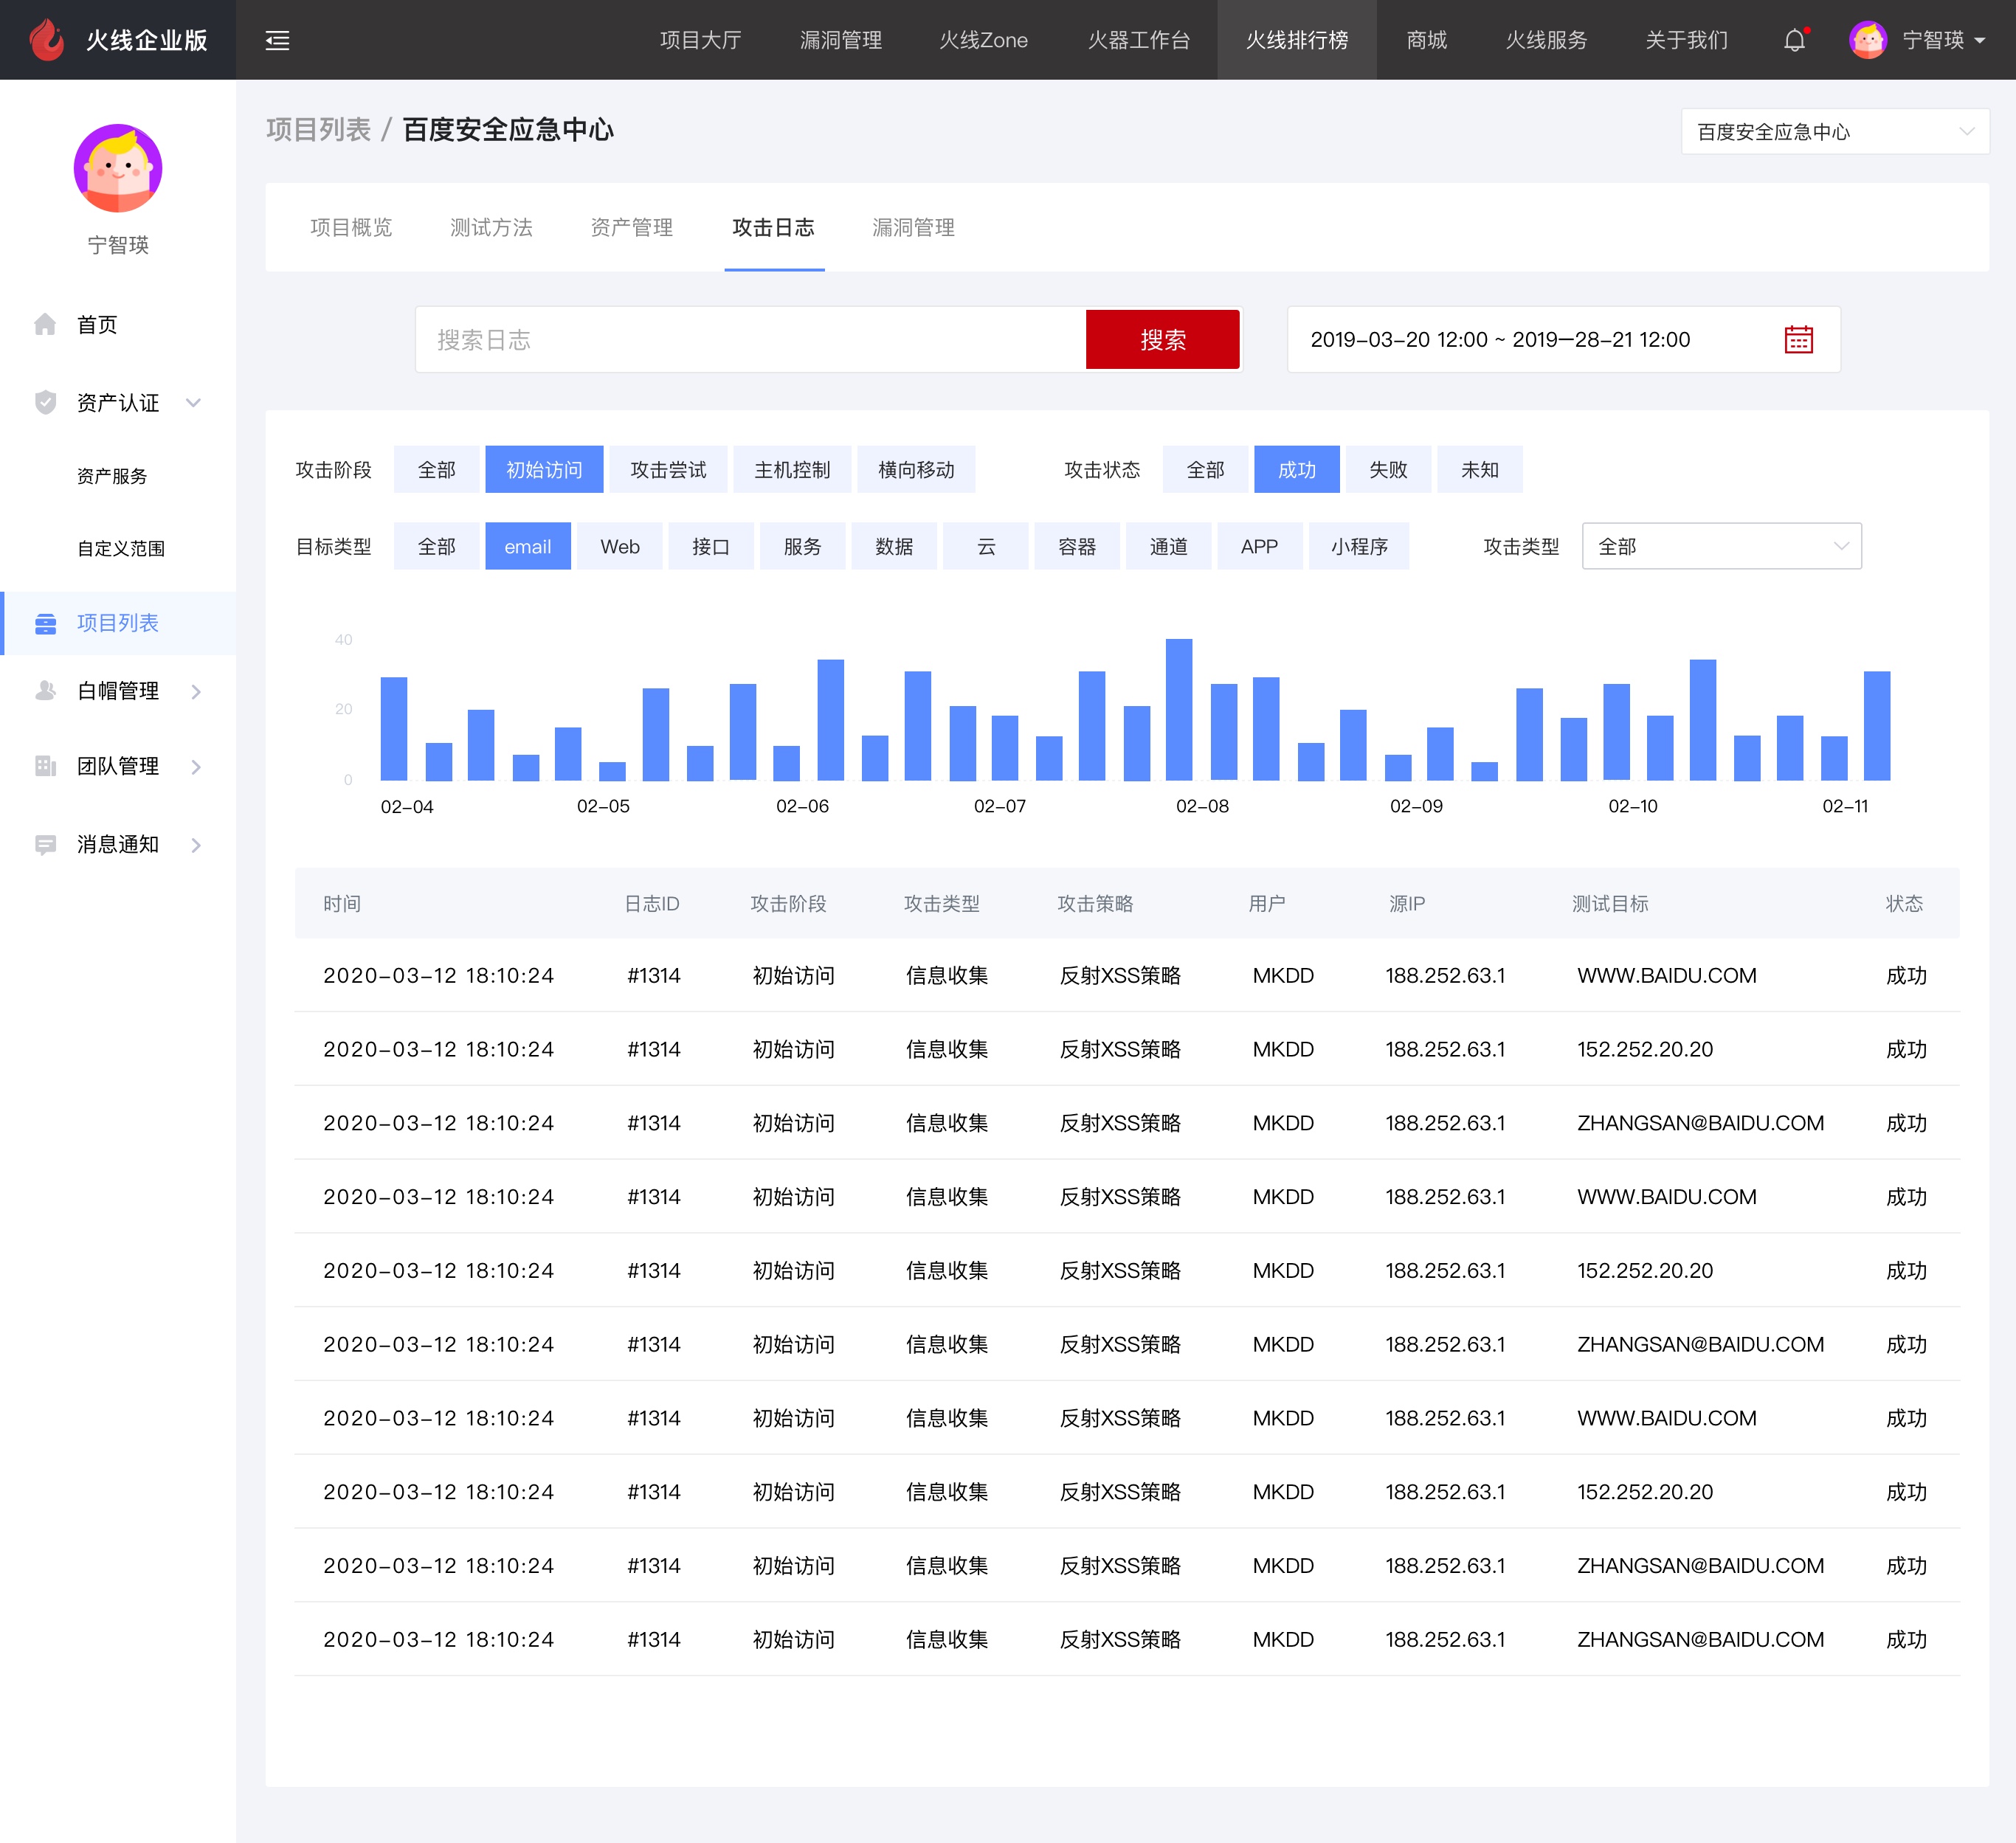 火线企业版
项目大厅 漏洞管理 火线Zone 火器工作台 火线排行榜 商城 火线服务 关于我们 宁智瑛
宁智瑛
首页
资产认证
资产服务
自定义范围
项目列表
白帽管理
团队管理
消息通知
项目列表 / 百度安全应急中心
百度安全应急中心
项目概览 测试方法 资产管理 攻击日志 漏洞管理
搜索日志 搜索 2019-03-20 12:00 ~ 2019—28-21 12:00
攻击阶段 全部 初始访问 攻击尝试 主机控制 横向移动 攻击状态 全部 成功 失败 未知
目标类型 全部 email Web 接口 服务 数据 云 容器 通道 APP 小程序 攻击类型 全部
40
20
0
02-04 02-05 02-06 02-07 02-08 02-09 02-10 02-11
时间 日志ID 攻击阶段 攻击类型 攻击策略 用户 源IP 测试目标 状态
2020-03-12 18:10:24 #1314 初始访问 信息收集 反射XSS策略 MKDD 188.252.63.1 WWW.BAIDU.COM 成功
2020-03-12 18:10:24 #1314 初始访问 信息收集 反射XSS策略 MKDD 188.252.63.1 152.252.20.20 成功
2020-03-12 18:10:24 #1314 初始访问 信息收集 反射XSS策略 MKDD 188.252.63.1 ZHANGSAN@BAIDU.COM 成功
2020-03-12 18:10:24 #1314 初始访问 信息收集 反射XSS策略 MKDD 188.252.63.1 WWW.BAIDU.COM 成功
2020-03-12 18:10:24 #1314 初始访问 信息收集 反射XSS策略 MKDD 188.252.63.1 152.252.20.20 成功
2020-03-12 18:10:24 #1314 初始访问 信息收集 反射XSS策略 MKDD 188.252.63.1 ZHANGSAN@BAIDU.COM 成功
2020-03-12 18:10:24 #1314 初始访问 信息收集 反射XSS策略 MKDD 188.252.63.1 WWW.BAIDU.COM 成功
2020-03-12 18:10:24 #1314 初始访问 信息收集 反射XSS策略 MKDD 188.252.63.1 152.252.20.20 成功
2020-03-12 18:10:24 #1314 初始访问 信息收集 反射XSS策略 MKDD 188.252.63.1 ZHANGSAN@BAIDU.COM 成功
2020-03-12 18:10:24 #1314 初始访问 信息收集 反射XSS策略 MKDD 188.252.63.1 ZHANGSAN@BAIDU.COM 成功